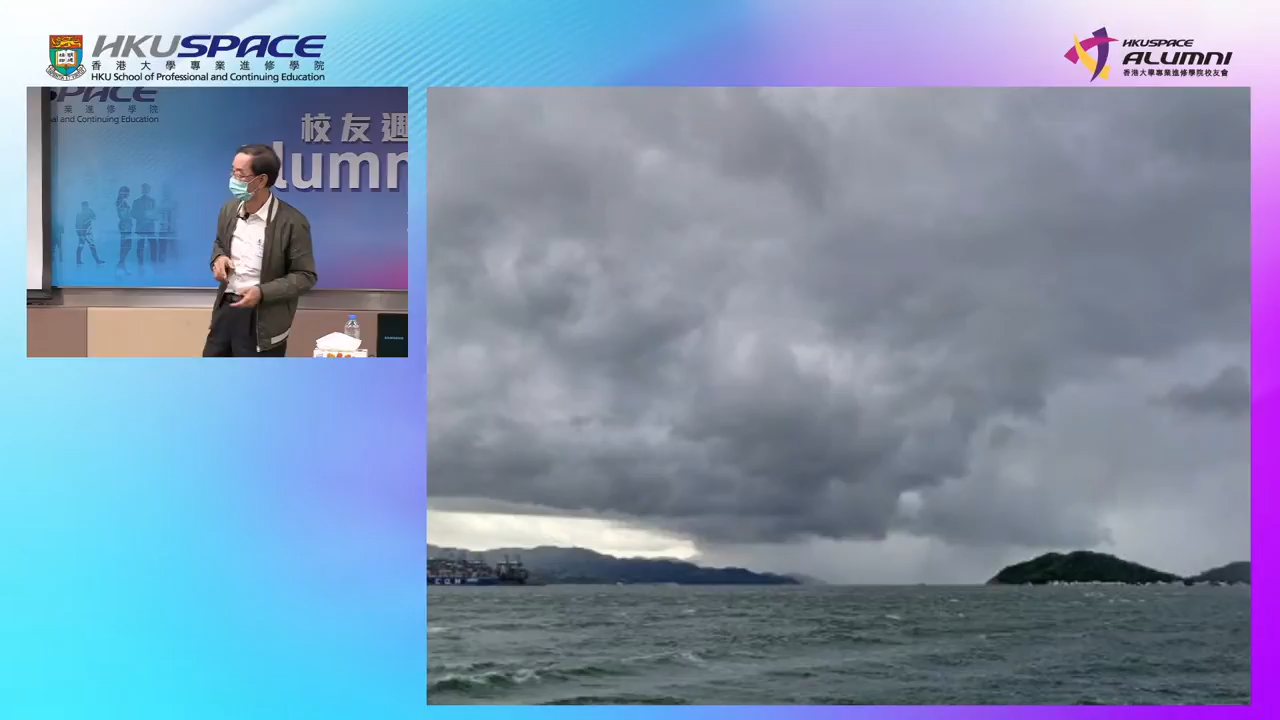 HKUSPACE
香港大學專業進修學院
HKU School of Professional and Continuing Education
HKUSPACE
ALUMNI
香港大學專業進修學院校友會
SPACE
業進修學院
al and Continuing Education
校友週
lumn